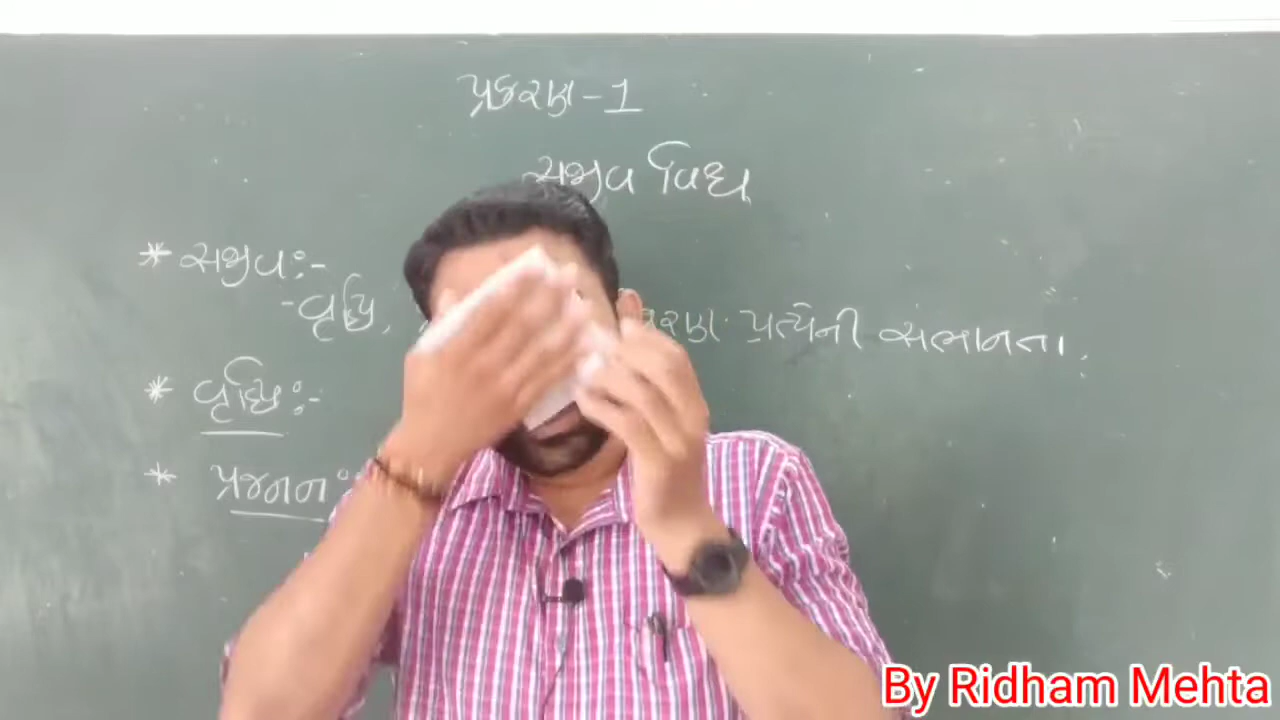 પ્રકરણ - 1
સજીવ વિશ્વ
* સજીવ :-
- વૃદ્ધિ, પ્રત્યેની સભાનતા.
* વૃદ્ધિ :-
* પ્રજનન :
By Ridham Mehta